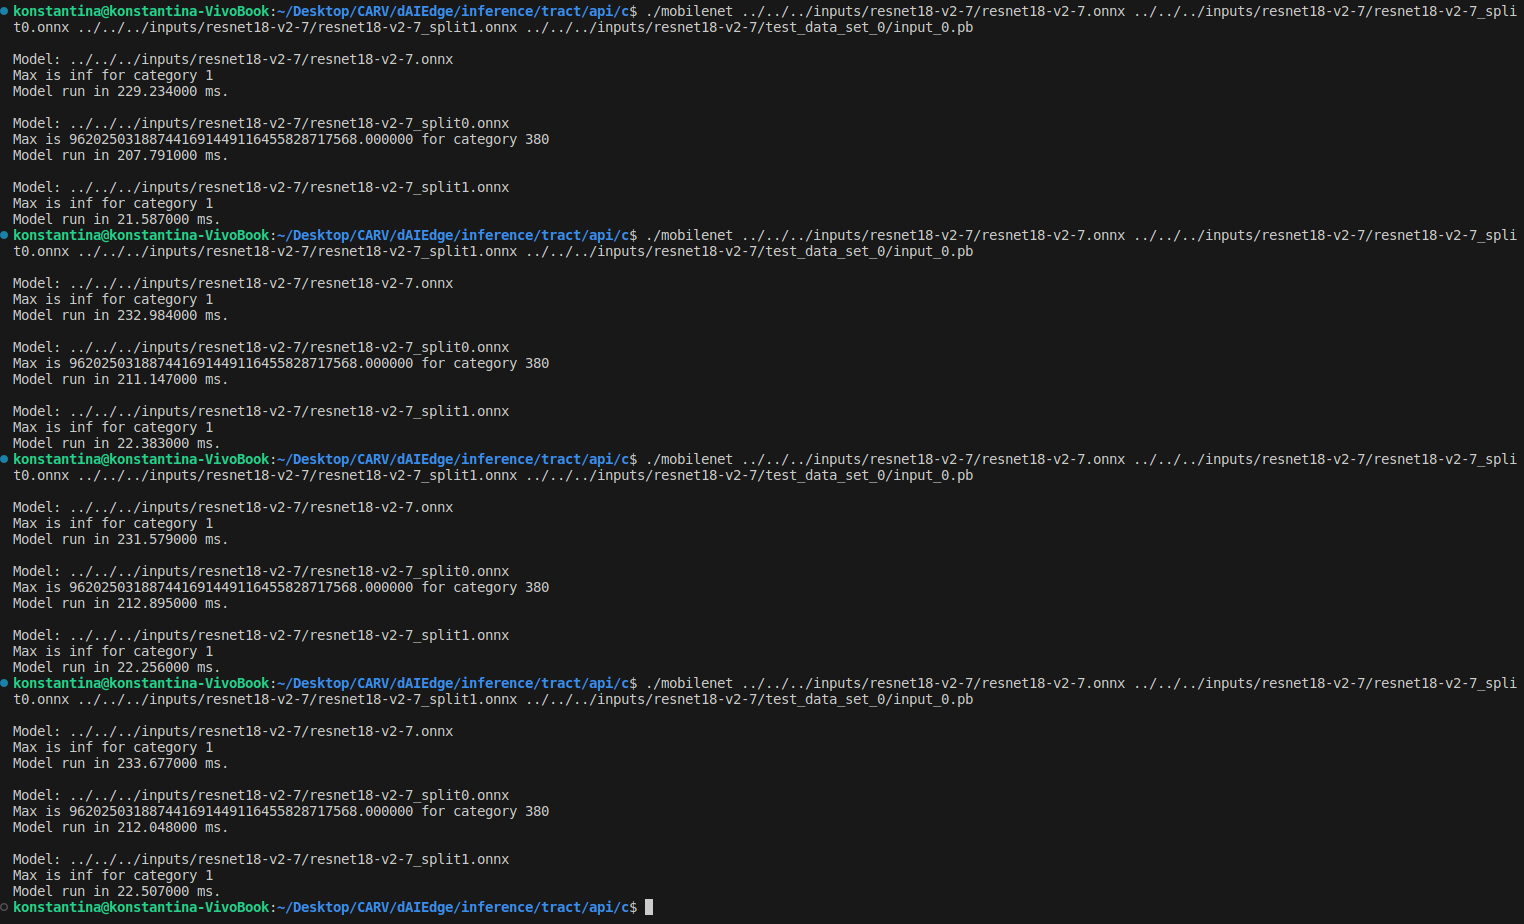 konstantina@konstantina-VivoBook:~/Desktop/CARV/dAIEdge/inference/tract/api/c$ ./mobilenet ../../../inputs/resnet18-v2-7/resnet18-v2-7.onnx ../../../inputs/resnet18-v2-7/resnet18-v2-7_spli
t0.onnx ../../../inputs/resnet18-v2-7/resnet18-v2-7_split1.onnx ../../../inputs/resnet18-v2-7/test_data_set_0/input_0.pb
Model: ../../../inputs/resnet18-v2-7/resnet18-v2-7.onnx
Max is inf for category 1
Model run in 229.234000 ms.
Model: ../../../inputs/resnet18-v2-7/resnet18-v2-7_split0.onnx
Max is 96202503188744169144911645582871​7568.000000 for category 380
Model run in 207.791000 ms.
Model: ../../../inputs/resnet18-v2-7/resnet18-v2-7_split1.onnx
Max is inf for category 1
Model run in 21.587000 ms.
konstantina@konstantina-VivoBook:~/Desktop/CARV/dAIEdge/inference/tract/api/c$ ./mobilenet ../../../inputs/resnet18-v2-7/resnet18-v2-7.onnx ../../../inputs/resnet18-v2-7/resnet18-v2-7_spli
t0.onnx ../../../inputs/resnet18-v2-7/resnet18-v2-7_split1.onnx ../../../inputs/resnet18-v2-7/test_data_set_0/input_0.pb
Model: ../../../inputs/resnet18-v2-7/resnet18-v2-7.onnx
Max is inf for category 1
Model run in 232.984000 ms.
Model: ../../../inputs/resnet18-v2-7/resnet18-v2-7_split0.onnx
Max is 962025031887441691449116455828717568.000000 for category 380
Model run in 211.147000 ms.
Model: ../../../inputs/resnet18-v2-7/resnet18-v2-7_split1.onnx
Max is inf for category 1
Model run in 22.383000 ms.
konstantina@konstantina-VivoBook:~/Desktop/CARV/dAIEdge/inference/tract/api/c$ ./mobilenet ../../../inputs/resnet18-v2-7/resnet18-v2-7.onnx ../../../inputs/resnet18-v2-7/resnet18-v2-7_spli
t0.onnx ../../../inputs/resnet18-v2-7/resnet18-v2-7_split1.onnx ../../../inputs/resnet18-v2-7/test_data_set_0/input_0.pb
Model: ../../../inputs/resnet18-v2-7/resnet18-v2-7.onnx
Max is inf for category 1
Model run in 231.579000 ms.
Model: ../../../inputs/resnet18-v2-7/resnet18-v2-7_split0.onnx
Max is 962025031887441691449116455828717568.000000 for category 380
Model run in 212.895000 ms.
Model: ../../../inputs/resnet18-v2-7/resnet18-v2-7_split1.onnx
Max is inf for category 1
Model run in 22.256000 ms.
konstantina@konstantina-VivoBook:~/Desktop/CARV/dAIEdge/inference/tract/api/c$ ./mobilenet ../../../inputs/resnet18-v2-7/resnet18-v2-7.onnx ../../../inputs/resnet18-v2-7/resnet18-v2-7_spli
t0.onnx ../../../inputs/resnet18-v2-7/resnet18-v2-7_split1.onnx ../../../inputs/resnet18-v2-7/test_data_set_0/input_0.pb
Model: ../../../inputs/resnet18-v2-7/resnet18-v2-7.onnx
Max is inf for category 1
Model run in 233.677000 ms.
Model: ../../../inputs/resnet18-v2-7/resnet18-v2-7_split0.onnx
Max is 962025031887441691449116455828717568.000000 for category 380
Model run in 212.048000 ms.
Model: ../../../inputs/resnet18-v2-7/resnet18-v2-7_split1.onnx
Max is inf for category 1
Model run in 22.507000 ms.
konstantina@konstantina-VivoBook:~/Desktop/CARV/dAIEdge/inference/tract/api/c$